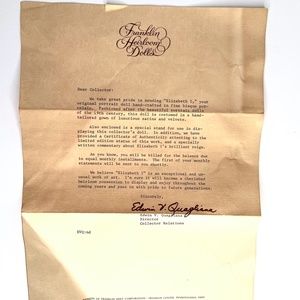 Franklin
Heirloom
Dolls
Dear Collector:
We take great pride in sending "Elizabeth I," your
original portrait doll hand-crafted in fine bisque por-
celain. Fashioned after the beautiful portrait dolls
of the 19th century, this doll is costumed in a hand-
tailored gown of luxurious satins and velvets.
Also enclosed is a special stand for use in dis-
playing this collector's doll. In addition, we have
provided a Certificate of Authenticity attesting to the
limited edition status of this work, and a specially
written commentary about Elizabeth I's brilliant reign.
As you know, you will be billed for the balance due
in equal monthly installments. The first of your monthly
statements will be sent to you shortly.
We believe "Elizabeth I" is an exceptional and un-
usual work of art. I'm sure it will become a cherished
heirloom possession to display and enjoy throughout the
coming years and pass on with pride to future generations.
Sincerely,
Edwin V. Quagliana
Edwin V. Quagliana
Director
Collector Relations
EVQ:md